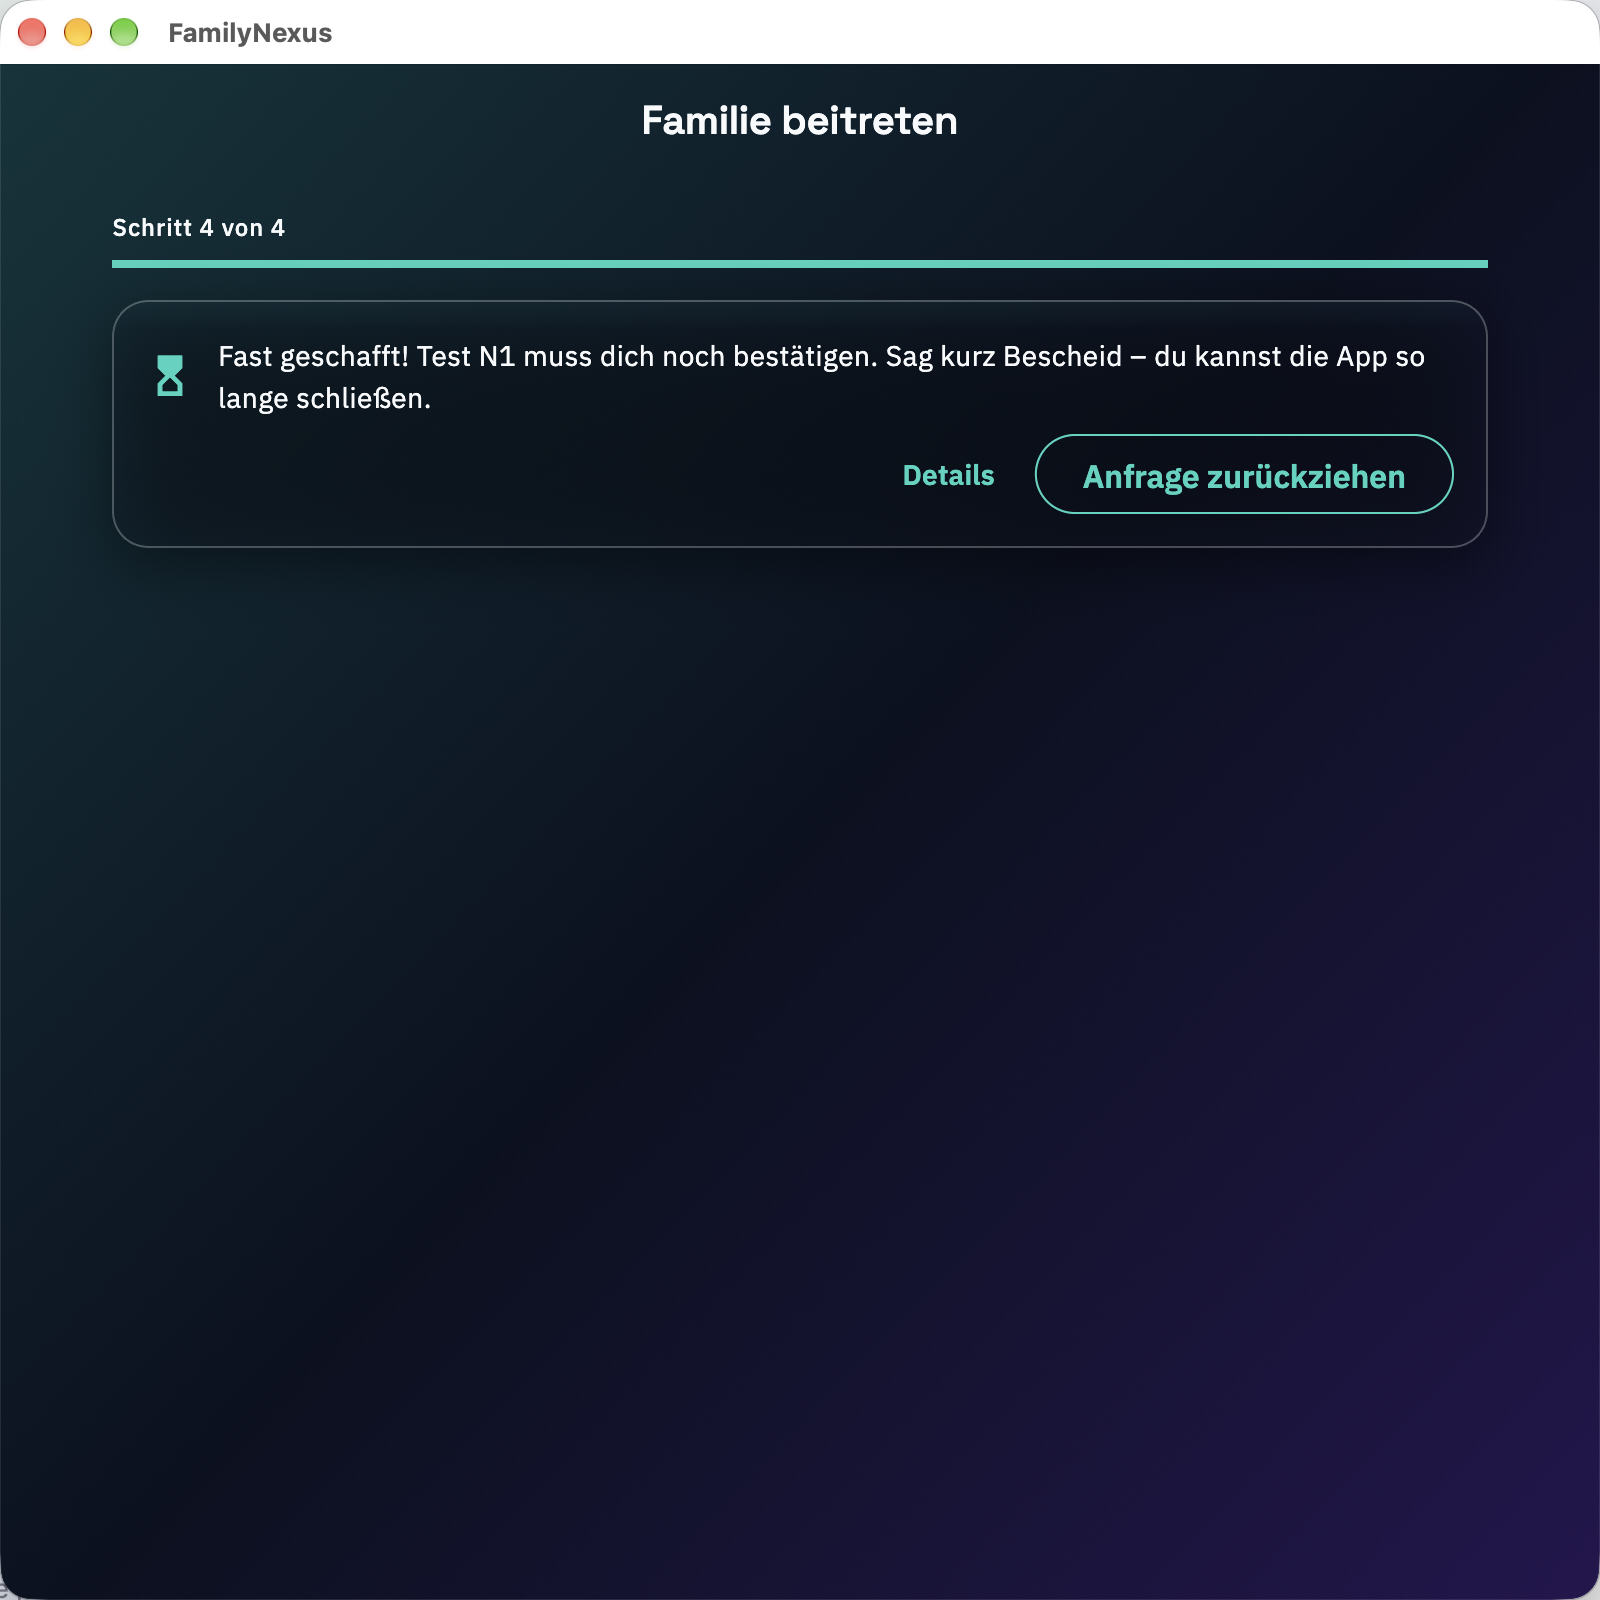 FamilyNexus
Familie beitreten
Schritt 4 von 4
Fast geschafft! Test N1 muss dich noch bestätigen. Sag kurz Bescheid – du kannst die App so
lange schließen.
Details
Anfrage zurückziehen